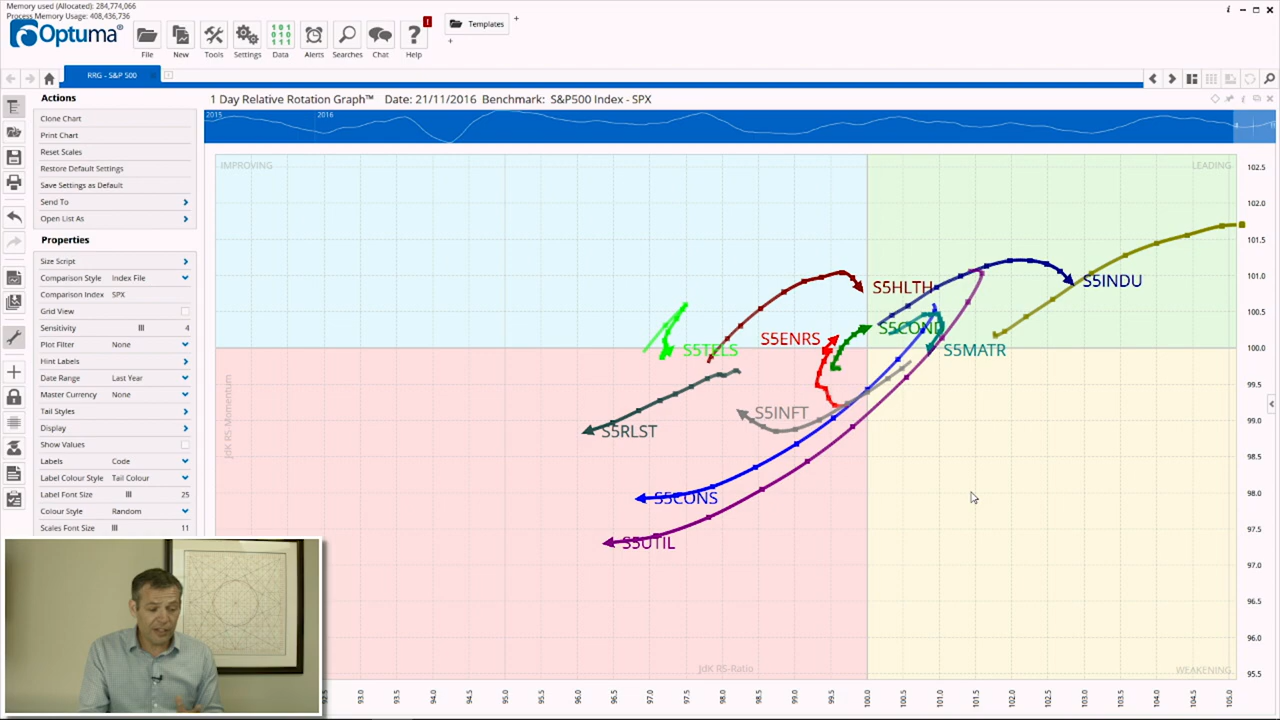 Memory used (Allocated): 284,774,066
Process Memory Usage: 408,436,736
Optuma®
File
New
Tools
Settings
Data
Alerts
Searches
Chat
Help
Templates
RRG - S&P 500
Actions
Clone Chart
Print Chart
Reset Scales
Restore Default Settings
Save Settings as Default
Send To
Open List As
Properties
Size Script
Comparison Style Index File
Comparison Index SPX
Grid View
Sensitivity 4
Plot Filter None
Hint Labels
Date Range Last Year
Master Currency None
Tail Styles
Display
Show Values
Labels Code
Label Colour Style Tail Colour
Label Font Size 25
Colour Style Random
Scales Font Size 11
1 Day Relative Rotation Graph™ Date: 21/11/2016 Benchmark: S&P500 Index - SPX
2015 2016
IMPROVING
LEADING
S5HLTH
S5INDU
S5COND
S5ENRS
S5TELS
S5MATR
S5INFT
S5RLST
S5CONS
S5UTIL
JdK RS-Momentum
JdK RS-Ratio
WEAKENING
102.5
102.0
101.5
101.0
100.5
100.0
99.5
99.0
98.5
98.0
97.5
97.0
96.5
96.0
95.5
93.0 93.5 94.0 94.5 95.0 95.5 96.0 96.5 97.0 97.5 98.0 98.5 99.0 99.5 100.0 100.5 101.0 101.5 102.0 102.5 103.0 103.5 104.0 104.5 105.0